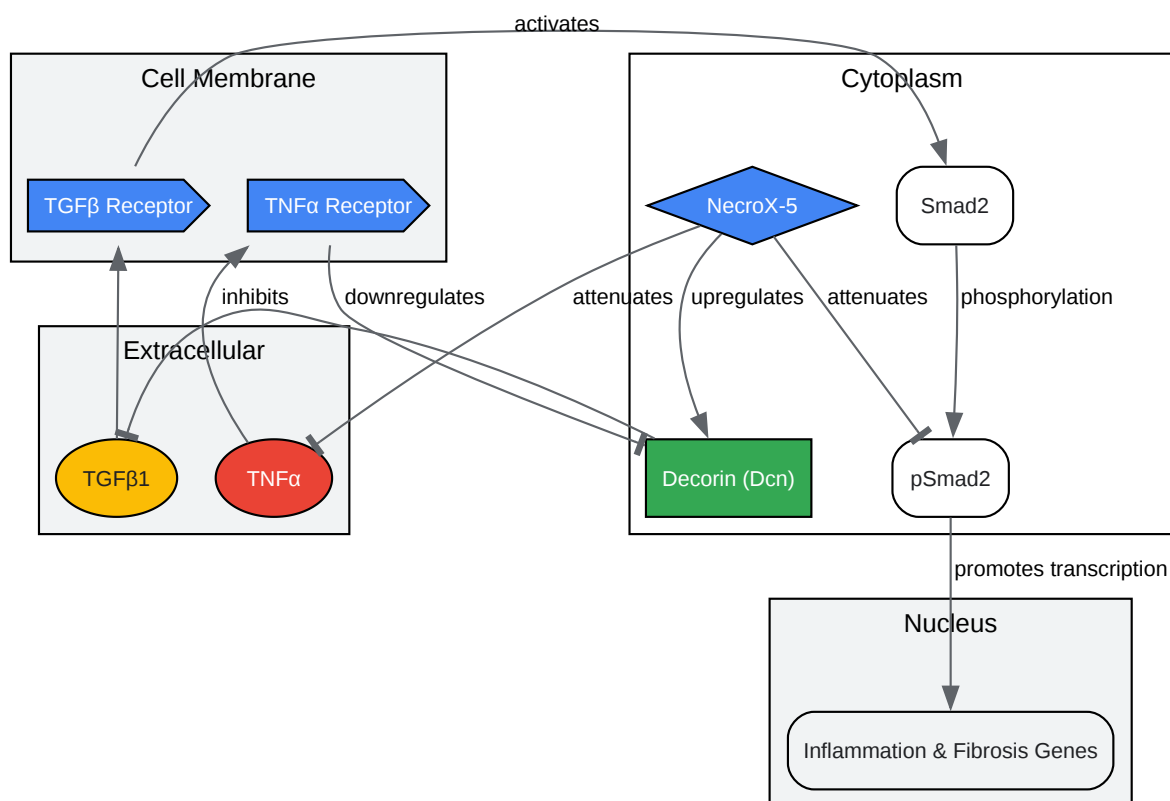 activates
Cell Membrane
Cytoplasm
TGFβ Receptor
TNFα Receptor
NecroX-5
Smad2
inhibits
downregulates
attenuates
upregulates
attenuates
phosphorylation
Extracellular
TGFβ1
TNFα
Decorin (Dcn)
pSmad2
promotes transcription
Nucleus
Inflammation & Fibrosis Genes